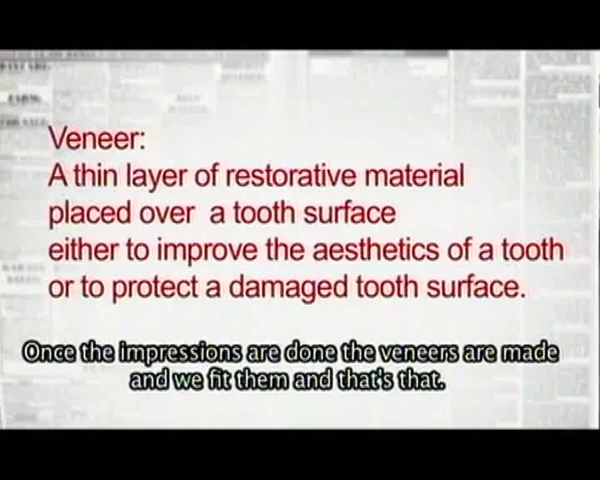 Veneer:
A thin layer of restorative material
placed over a tooth surface
either to improve the aesthetics of a tooth
or to protect a damaged tooth surface.
Once the impressions are done the veneers are made
and we fit them and that's that.